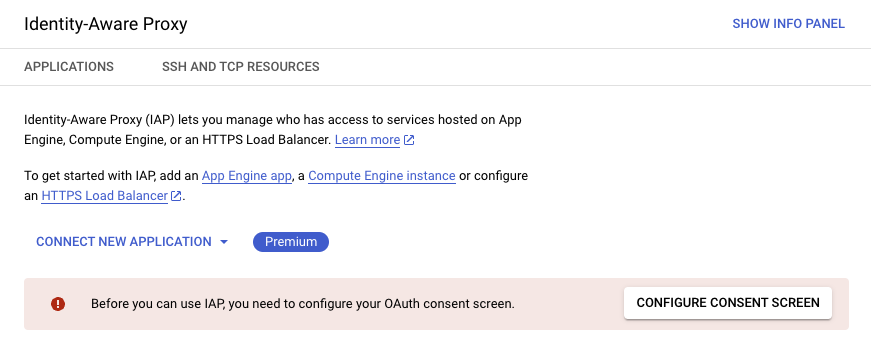 Identity-Aware Proxy
SHOW INFO PANEL
APPLICATIONS
SSH AND TCP RESOURCES
Identity-Aware Proxy (IAP) lets you manage who has access to services hosted on App
Engine, Compute Engine, or an HTTPS Load Balancer. Learn more
To get started with IAP, add an App Engine app, a Compute Engine instance or configure
an HTTPS Load Balancer.
CONNECT NEW APPLICATION
Premium
Before you can use IAP, you need to configure your OAuth consent screen.
CONFIGURE CONSENT SCREEN